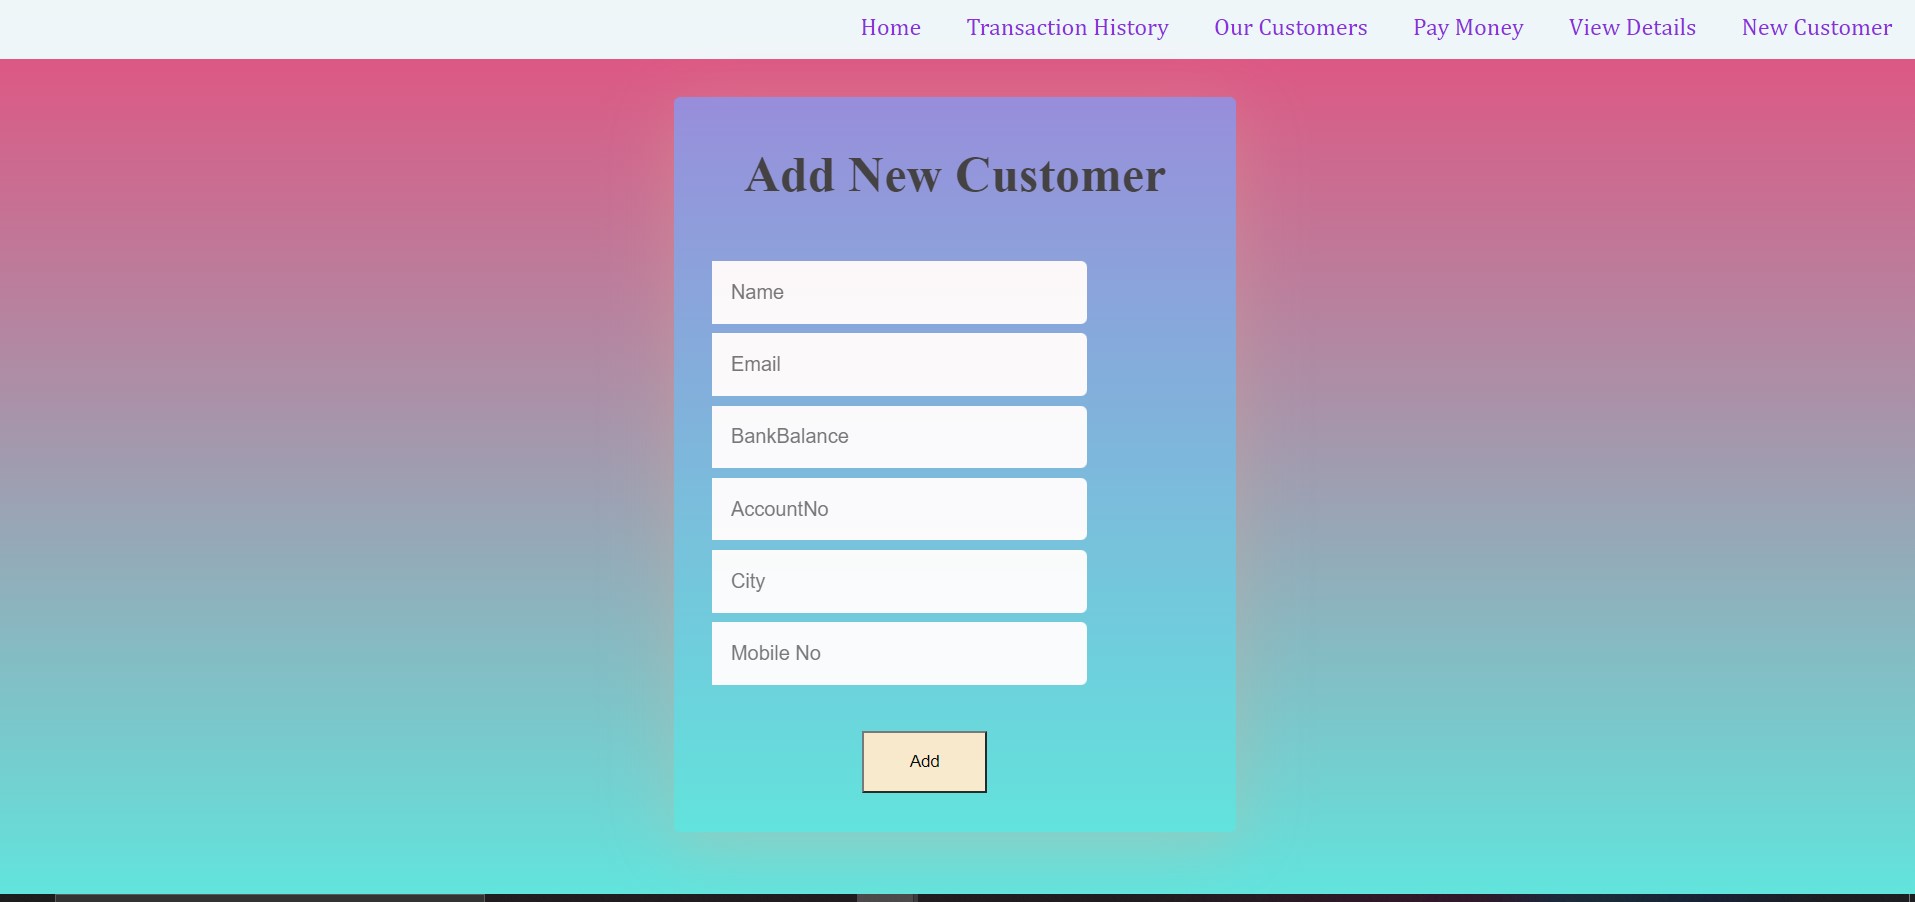 Home Transaction History Our Customers Pay Money View Details New Customer
Add New Customer
Name
Email
BankBalance
AccountNo
City
Mobile No
Add